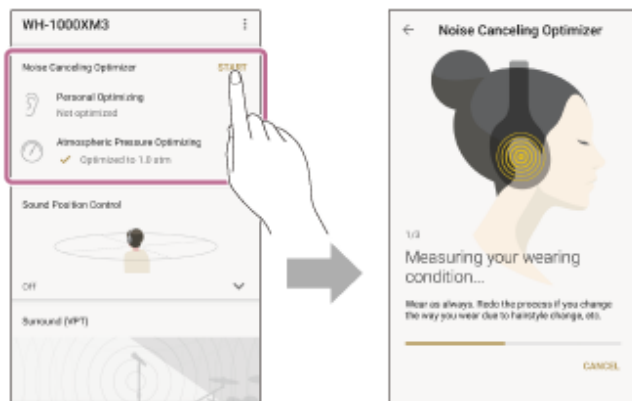 WH-1000XM3
Noise Canceling Optimizer START
Personal Optimizing
Not optimized
Atmospheric Pressure Optimizing
Optimized to 1.0 atm
Sound Position Control
Off
Surround (VPT)
Noise Canceling Optimizer
1/3
Measuring your wearing
condition...
Wear as always. Redo the process if you change
the way you wear due to hairstyle change, etc.
CANCEL